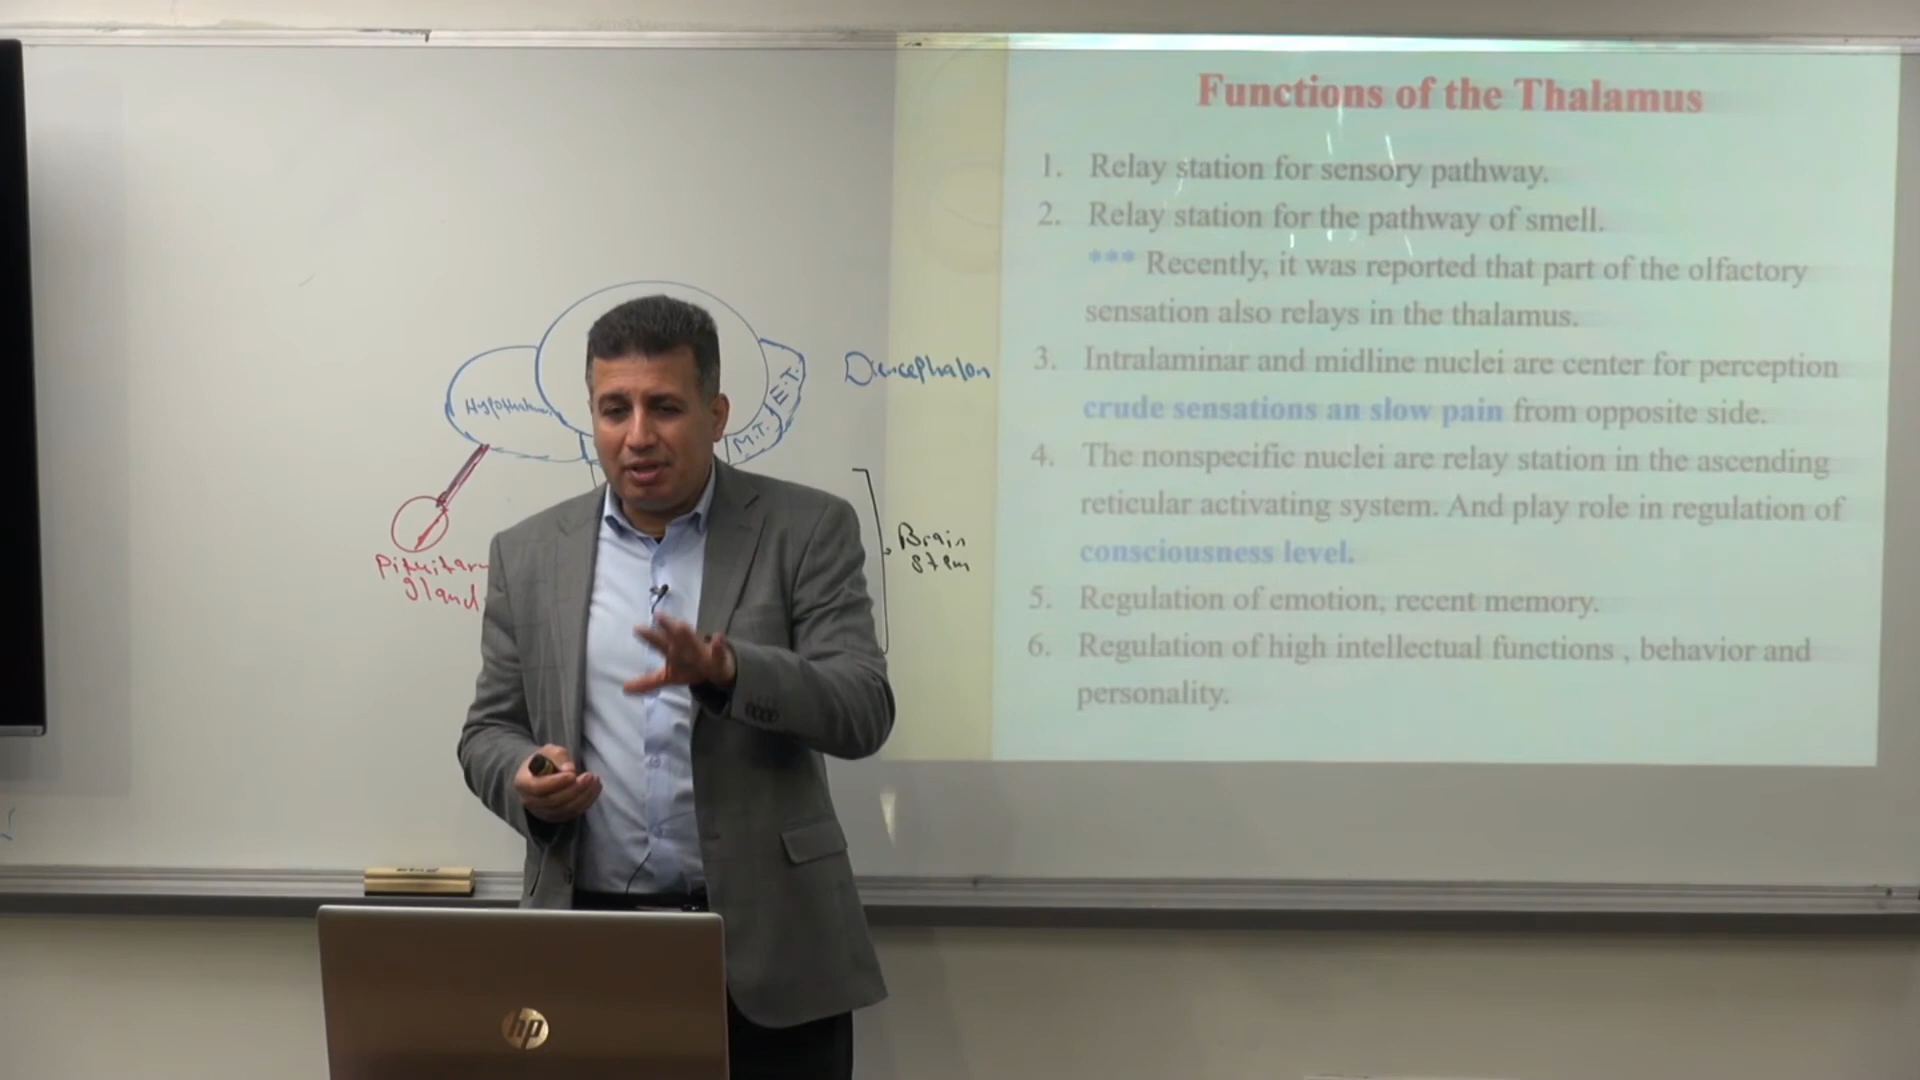 Functions of the Thalamus
1. Relay station for sensory pathway.
2. Relay station for the pathway of smell.
*** Recently, it was reported that part of the olfactory
sensation also relays in the thalamus.
3. Intralaminar and midline nuclei are center for perception
crude sensations an slow pain from opposite side.
4. The nonspecific nuclei are relay station in the ascending
reticular activating system. And play role in regulation of
consciousness level.
5. Regulation of emotion, recent memory.
6. Regulation of high intellectual functions , behavior and
personality.
Diencephalon
E.T.
M.T.
Brain
stem
Pituitary
gland
hp